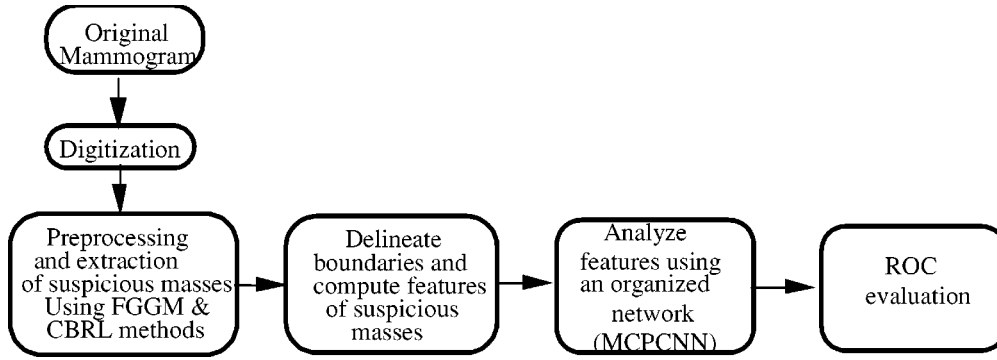 Original
Mammogram
Digitization
Preprocessing
and extraction
of suspicious masses
Using FGGM &
CBRL methods
Delineate
boundaries and
compute features
of suspicious
masses
Analyze
features using
an organized
network
(MCPCNN)
ROC
evaluation